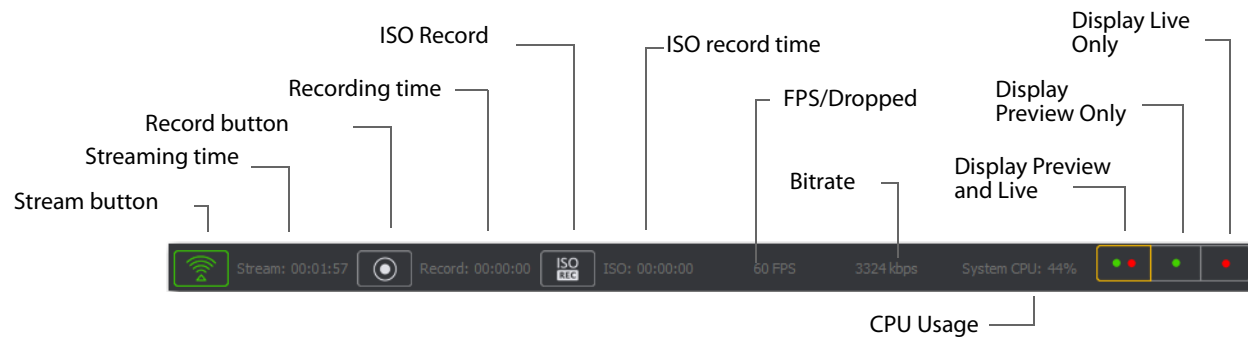 Display Live
Only
ISO Record
ISO record time
Recording time
FPS/Dropped
Display
Preview Only
Record button
Streaming time
Bitrate
Display Preview
and Live
Stream button
Stream: 00:01:57
Record: 00:00:00
ISO
REC
ISO: 00:00:00
60 FPS
3324 kbps
System CPU: 44%
CPU Usage